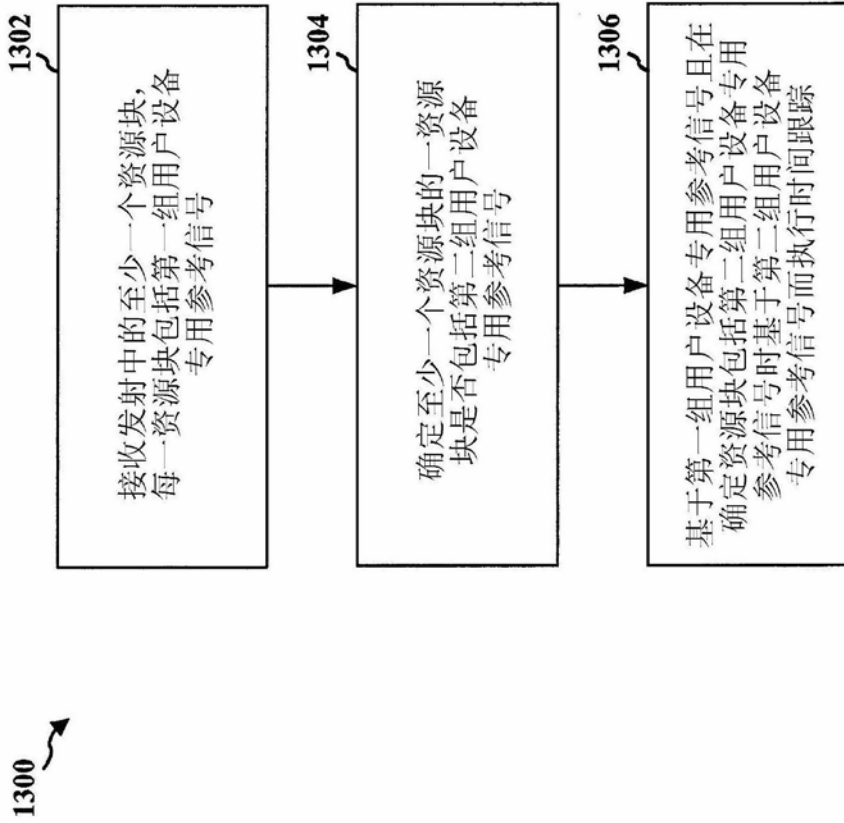 1300
1302
接收发射中的至少一个资源块，
每一资源块包括第一组用户设备
专用参考信号
1304
确定至少一个资源块的一资源
块是否包括第二组用户设备
专用参考信号
1306
基于第一组用户设备专用参考信号且在
确定资源块包括第二组用户设备专用
参考信号时基于第二组用户设备
专用参考信号而执行时间跟踪